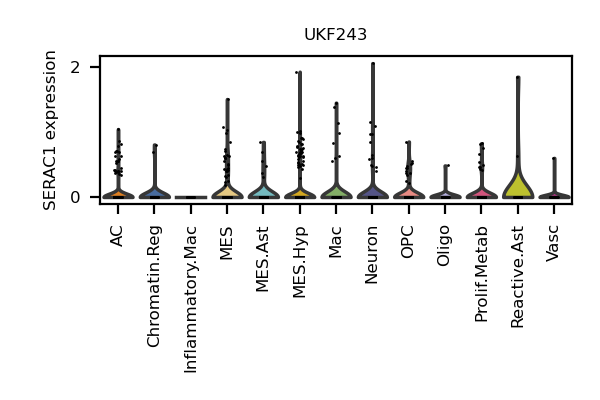 UKF243
SERAC1 expression
2
0
AC
Chromatin.Reg
Inflammatory.Mac
MES
MES.Ast
MES.Hyp
Mac
Neuron
OPC
Oligo
Prolif.Metab
Reactive.Ast
Vasc